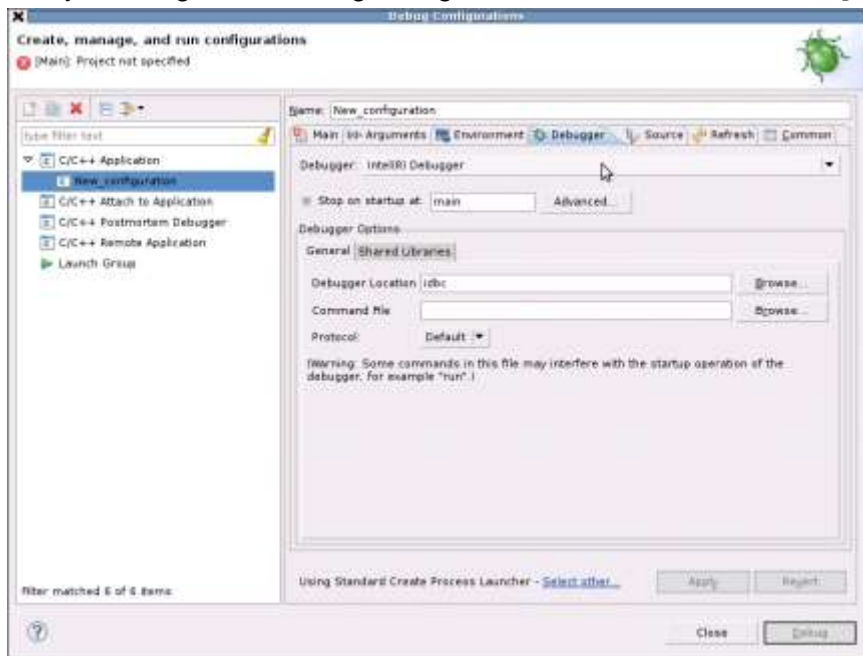 Debug Configurations
Create, manage, and run configurations
[Main]: Project not specified
Name: New_configuration
type filter text
Main Arguments Environment Debugger Source Refresh Common
C/C++ Application
New_configuration
C/C++ Attach to Application
C/C++ Postmortem Debugger
C/C++ Remote Application
Launch Group
Debugger: Intel(R) Debugger
Stop on startup at: main Advanced...
Debugger Options
General Shared Libraries
Debugger Location idbc Browse...
Command file Browse...
Protocol: Default
(Warning: Some commands in this file may interfere with the startup operation of the
debugger, for example "run".)
Using Standard Create Process Launcher - Select other...
Apply Revert
Filter matched 6 of 6 items
Close Debug